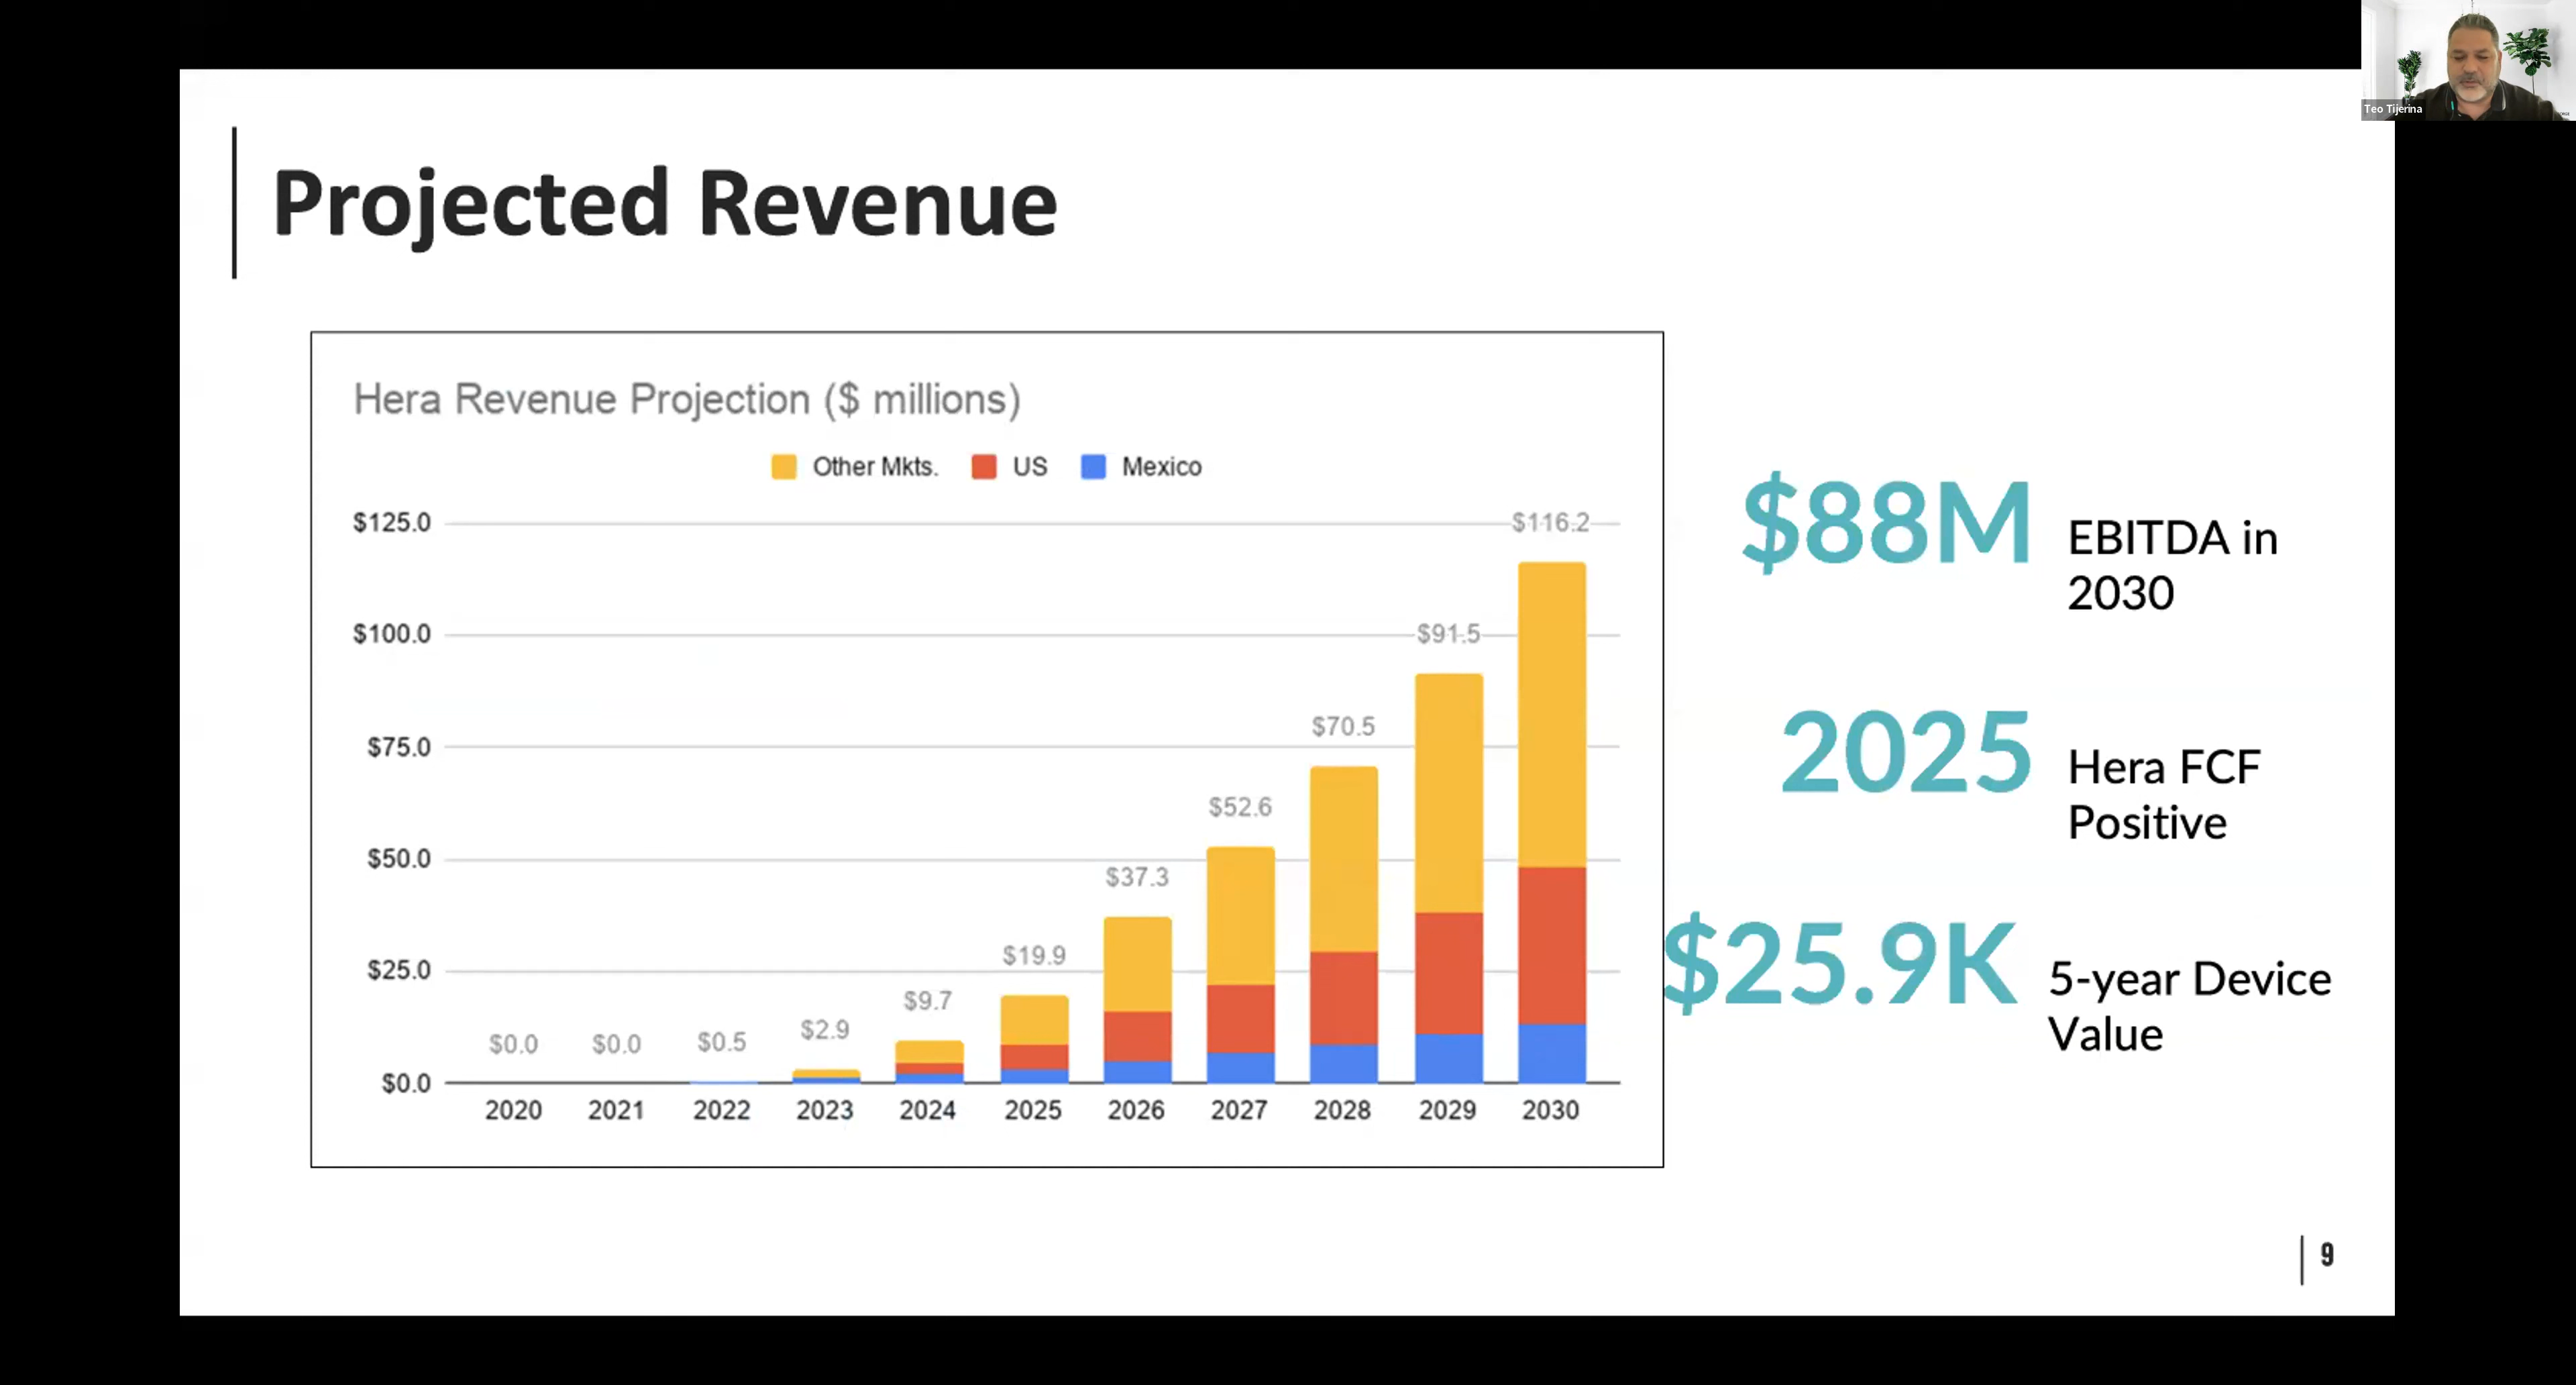 Teo Tijerina
Projected Revenue
Hera Revenue Projection ($ millions)
Other Mkts. US Mexico
$125.0
$100.0
$75.0
$50.0
$25.0
$0.0
$0.0 $0.0 $0.5 $2.9 $9.7 $19.9 $37.3 $52.6 $70.5 $91.5 $116.2
2020 2021 2022 2023 2024 2025 2026 2027 2028 2029 2030
$88M EBITDA in
2030
2025 Hera FCF
Positive
$25.9K 5-year Device
Value
9